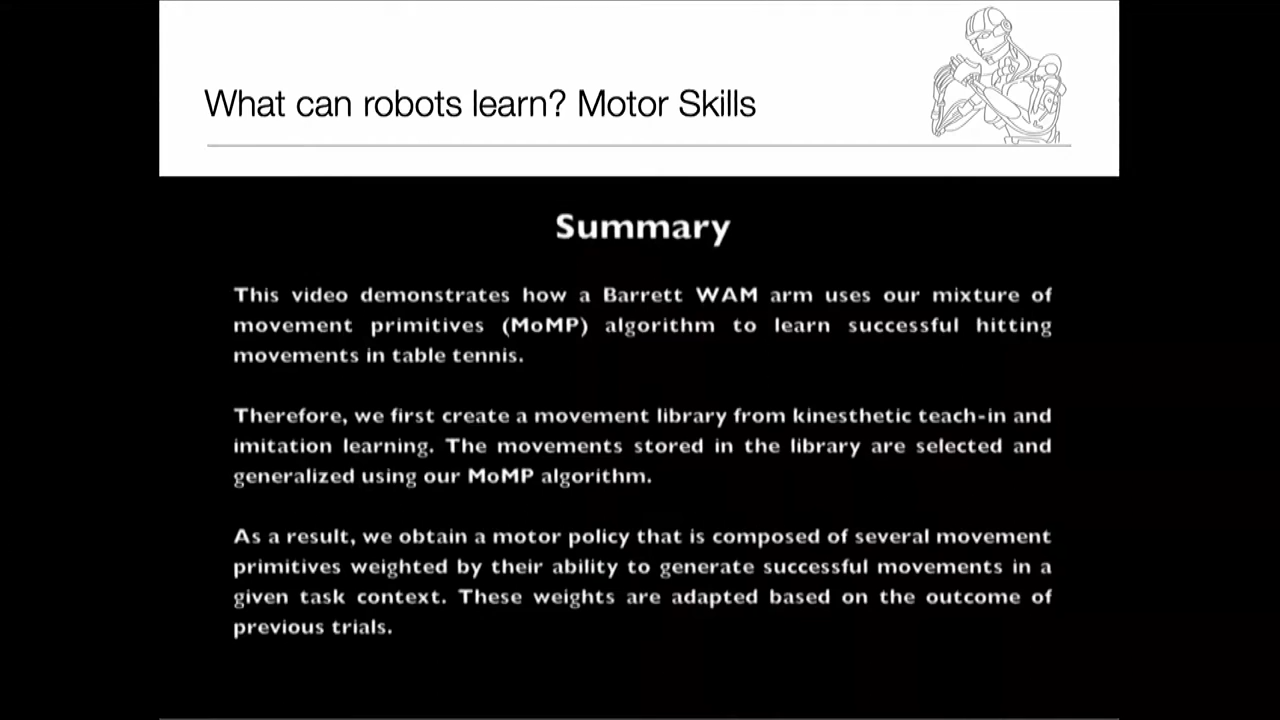 What can robots learn? Motor Skills
Summary
This video demonstrates how a Barrett WAM arm uses our mixture of
movement primitives (MoMP) algorithm to learn successful hitting
movements in table tennis.
Therefore, we first create a movement library from kinesthetic teach-in and
imitation learning. The movements stored in the library are selected and
generalized using our MoMP algorithm.
As a result, we obtain a motor policy that is composed of several movement
primitives weighted by their ability to generate successful movements in a
given task context. These weights are adapted based on the outcome of
previous trials.